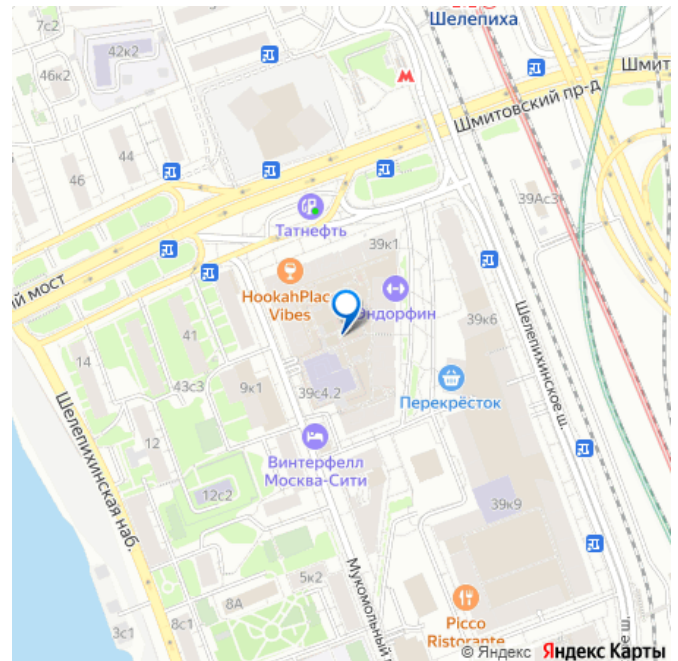 7с2
Шелепиха
42к2
46к2
М
Шмит
Шмитовский пр-д
44
46
39Ас3
Татнефть
39к1
ий мост
HookahPlac
Vibes
Эндорфин
Шелепихинское ш.
39к6
41
14
43с3
9к1
39с4.2
Перекрёсток
Шелепихинская наб.
12
Винтерфелл
Москва-Сити
12с2
39к9
Мукомольный
5к2
8А
8с1
3с1
Picco
Ristorante
ое ш.
© Яндекс Яндекс Карты